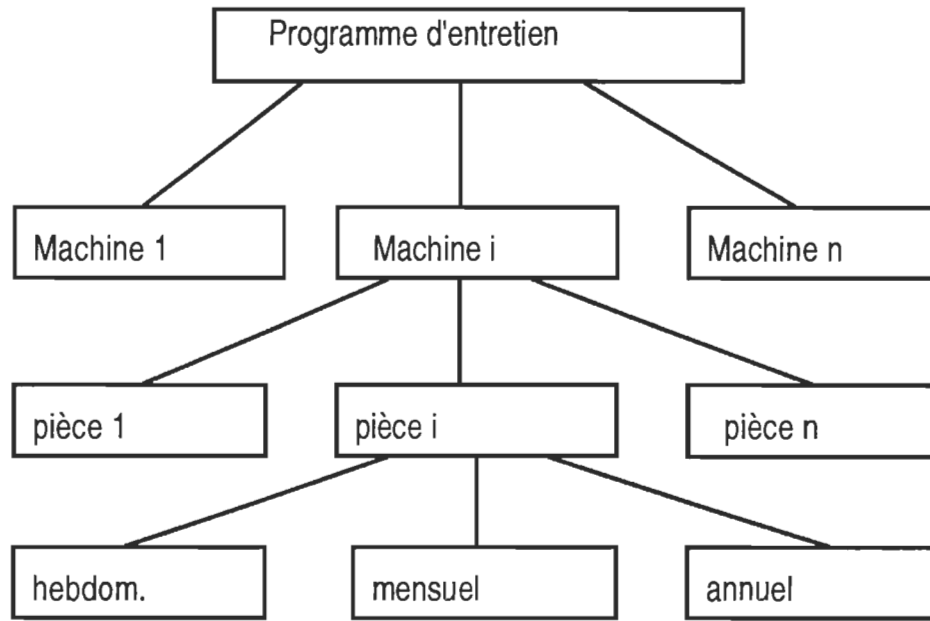 Programme d'entretien
Machine 1
Machine i
Machine n
pièce 1
pièce i
pièce n
hebdom.
mensuel
annuel